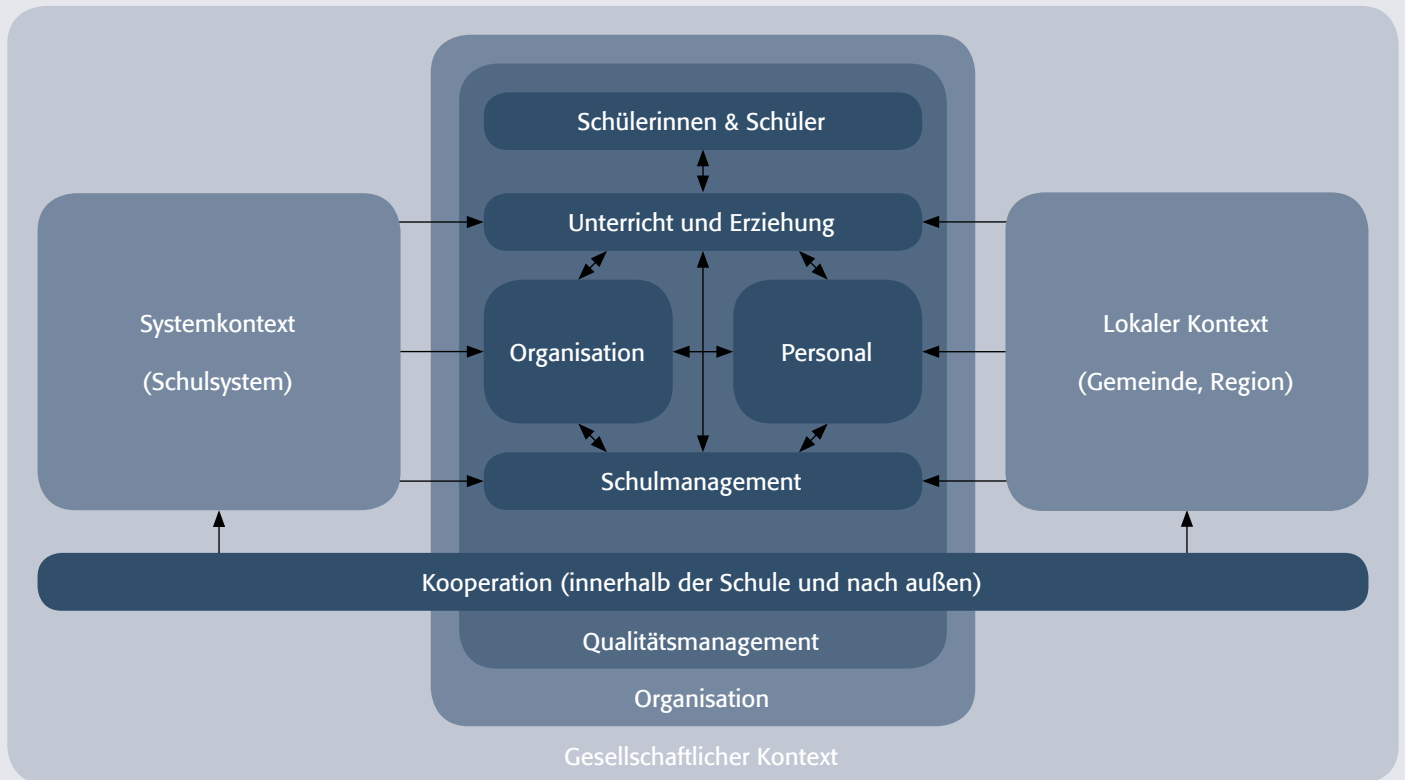 Schülerinnen & Schüler
Unterricht und Erziehung
Systemkontext
(Schulsystem)
Organisation
Personal
Lokaler Kontext
(Gemeinde, Region)
Schulmanagement
Kooperation (innerhalb der Schule und nach außen)
Qualitätsmanagement
Organisation
Gesellschaftlicher Kontext